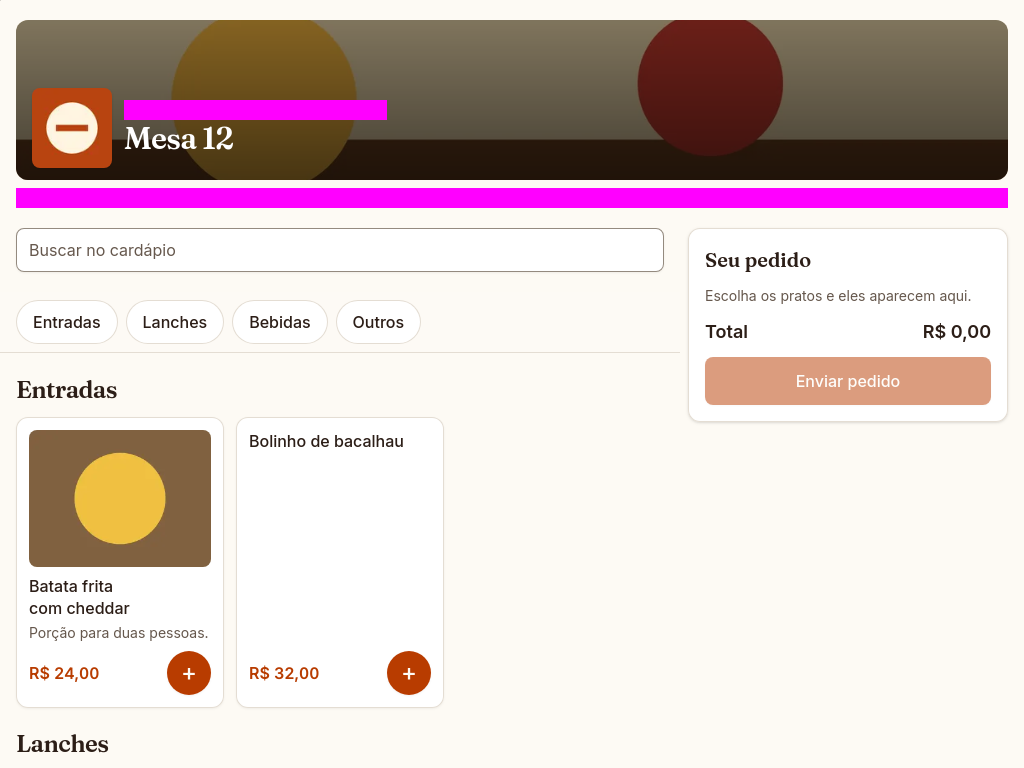 Mesa 12
Buscar no cardápio
Entradas
Lanches
Bebidas
Outros
Seu pedido
Escolha os pratos e eles aparecem aqui.
Total
R$ 0,00
Enviar pedido
Entradas
Batata frita
com cheddar
Porção para duas pessoas.
R$ 24,00
+
Bolinho de bacalhau
R$ 32,00
+
Lanches